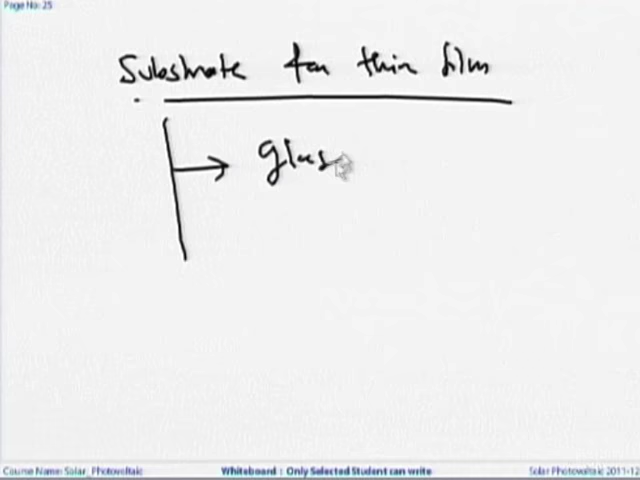 Page No: 25
Substrate for thin film
glass
Course Name: Solar_Photovoltaic
Whiteboard : Only Selected Student can write
Solar Photovoltaic 2011-12